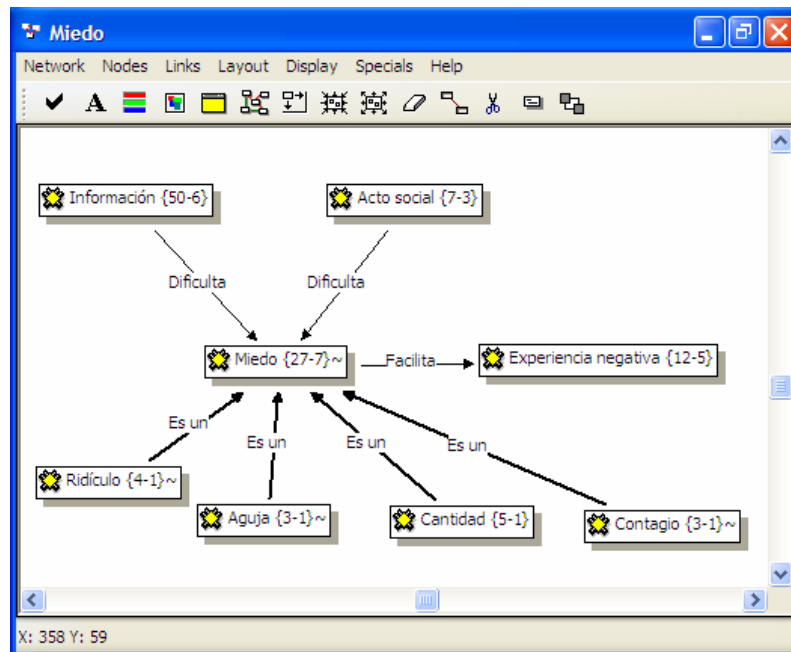 Miedo
Network Nodes Links Layout Display Specials Help
A
Información {50-6}
Acto social {7-3}
Dificulta
Dificulta
Miedo {27-7}~
Facilita
Experiencia negativa {12-5}
Es un
Es un
Es un
Es un
Ridículo {4-1}~
Aguja {3-1}~
Cantidad {5-1}
Contagio {3-1}~
X: 358 Y: 59